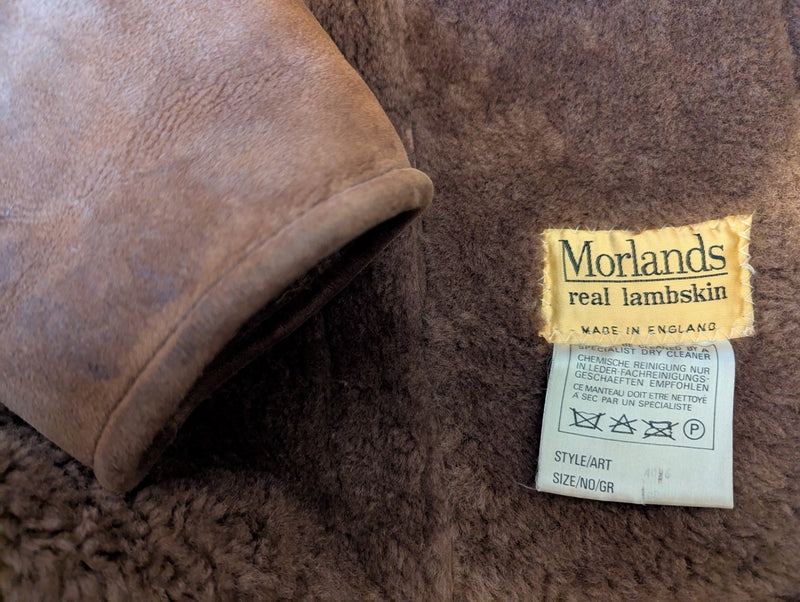 Morlands
real lambskin
MADE IN ENGLAND
SPECIALIST DRY CLEANER
CHEMISCHE REINIGUNG NUR
IN LEDER-FACHREINIGUNGS-
GESCHAEFTEN EMPFOHLEN
CE MANTEAU DOIT ETRE NETTOYÉ
A SEC PAR UN SPECIALISTE
P
STYLE/ART
SIZE/NO/GR